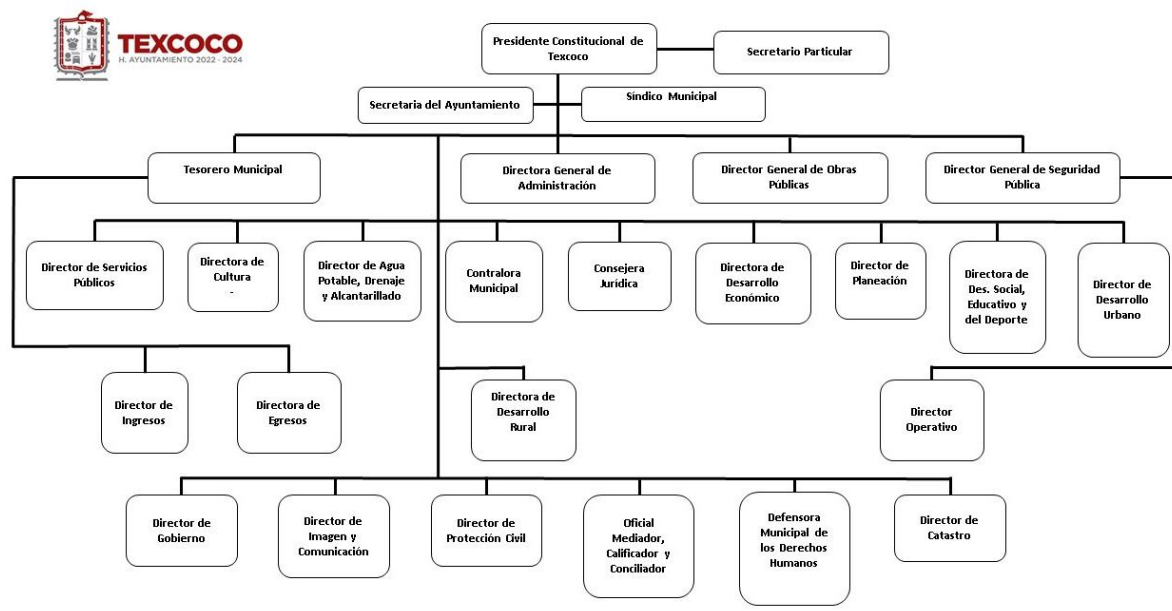 TEXCOCO
H. AYUNTAMIENTO 2022 - 2024
Presidente Constitucional de
Texcoco
Secretario Particular
Secretaria del Ayuntamiento
Síndico Municipal
Tesorero Municipal
Directora General de
Administración
Director General de Obras
Públicas
Director General de Seguridad
Pública
Director de Servicios
Públicos
Directora de
Cultura
-
Director de Agua
Potable, Drenaje
y Alcantarillado
Contralora
Municipal
Consejera
Jurídica
Directora de
Desarrollo
Económico
Director de
Planeación
Directora de
Des. Social,
Educativo y
del Deporte
Director de
Desarrollo
Urbano
Director de
Ingresos
Directora de
Egresos
Directora de
Desarrollo
Rural
Director
Operativo
Director de
Gobierno
Director de
Imagen y
Comunicación
Director de
Protección Civil
Oficial
Mediador,
Calificador y
Conciliador
Defensora
Municipal de
los Derechos
Humanos
Director de
Catastro